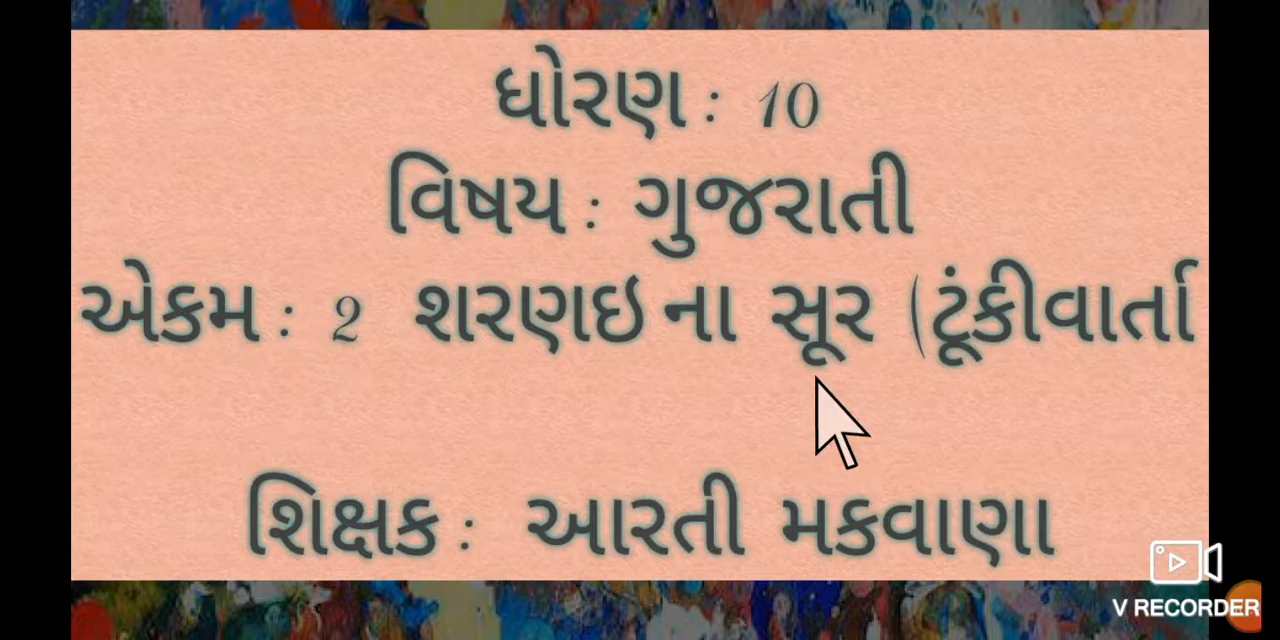 ધોરણ : 10
વિષય : ગુજરાતી
એકમ : 2 શરણઇ ના સૂર (ટૂંકીવાર્તા
શિક્ષક : આરતી મકવાણા
V RECORDER